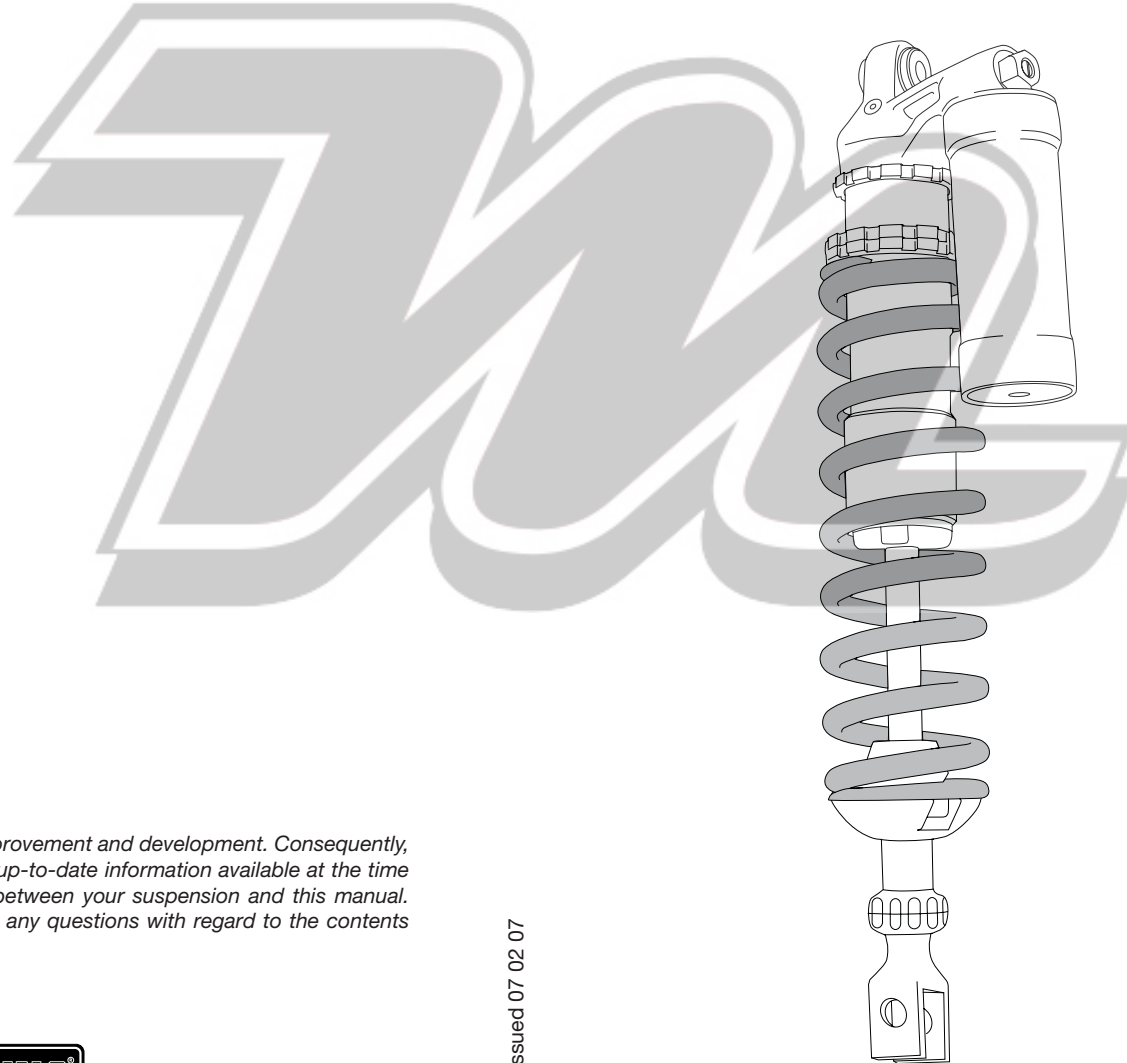 provement and development. Consequently,
up-to-date information available at the time
between your suspension and this manual.
any questions with regard to the contents
ssued 07 02 07